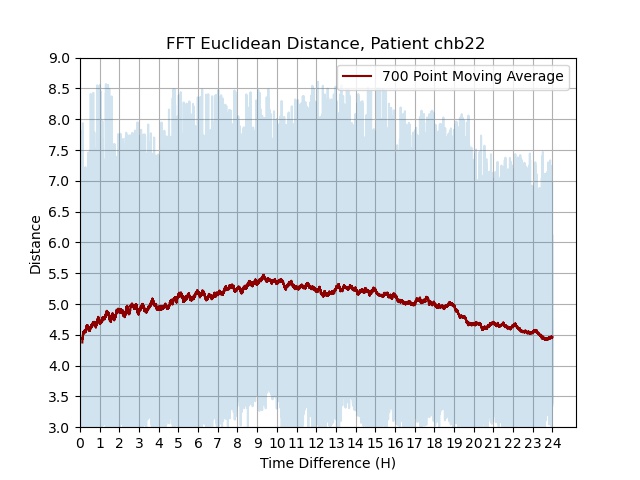 FFT Euclidean Distance, Patient chb22
700 Point Moving Average
9.0
8.5
8.0
7.5
7.0
6.5
6.0
5.5
5.0
4.5
4.0
3.5
3.0
Distance
0 1 2 3 4 5 6 7 8 9 10 11 12 13 14 15 16 17 18 19 20 21 22 23 24
Time Difference (H)